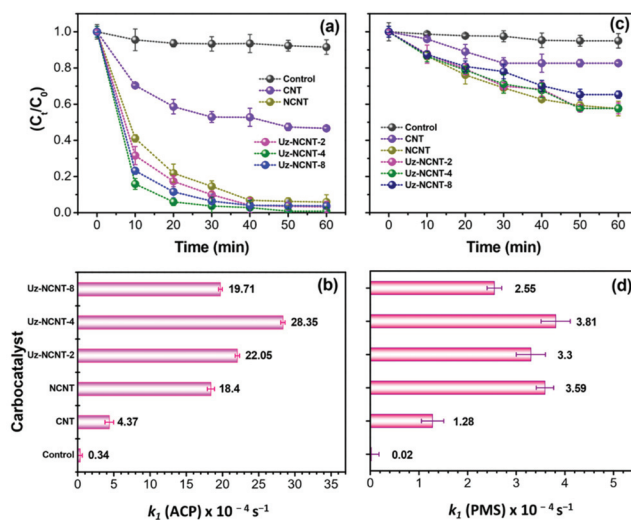 (a)
(C_t/C_0)
1.0
0.8
0.6
0.4
0.2
0.0
Control
CNT
NCNT
Uz-NCNT-2
Uz-NCNT-4
Uz-NCNT-8
0 10 20 30 40 50 60
Time (min)
(c)
Control
CNT
NCNT
Uz-NCNT-2
Uz-NCNT-4
Uz-NCNT-8
0 10 20 30 40 50 60
Time (min)
(b)
Carbocatalyst
Uz-NCNT-8 19.71
Uz-NCNT-4 28.35
Uz-NCNT-2 22.05
NCNT 18.4
CNT 4.37
Control 0.34
0 5 10 15 20 25 30 35
k₁ (ACP) x 10⁻⁴ s⁻¹
(d)
2.55
3.81
3.3
3.59
1.28
0.02
0 1 2 3 4 5
k₁ (PMS) x 10⁻⁴ s⁻¹